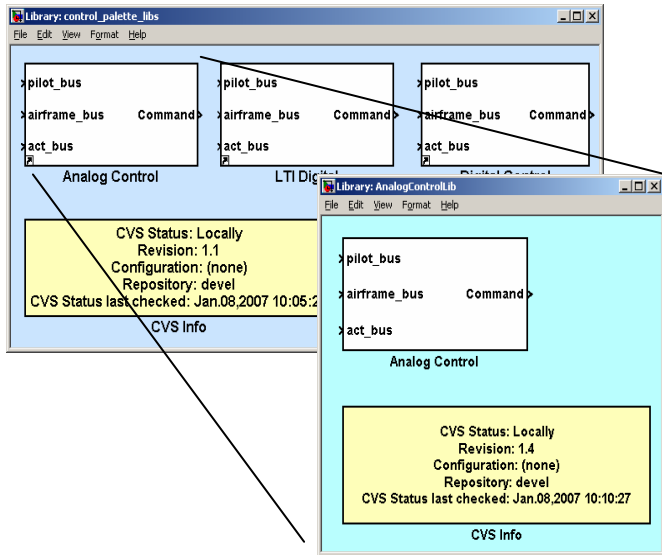 Library: control_palette_libs
File Edit View Format Help
pilot_bus
airframe_bus Command
act_bus
Analog Control
pilot_bus
airframe_bus Command
act_bus
LTI Digital
pilot_bus
airframe_bus Command
act_bus
Digital Control
CVS Status: Locally
Revision: 1.1
Configuration: (none)
Repository: devel
CVS Status last checked: Jan.08,2007 10:05:2
CVS Info
Library: AnalogControlLib
File Edit View Format Help
pilot_bus
airframe_bus Command
act_bus
Analog Control
CVS Status: Locally
Revision: 1.4
Configuration: (none)
Repository: devel
CVS Status last checked: Jan.08,2007 10:10:27
CVS Info